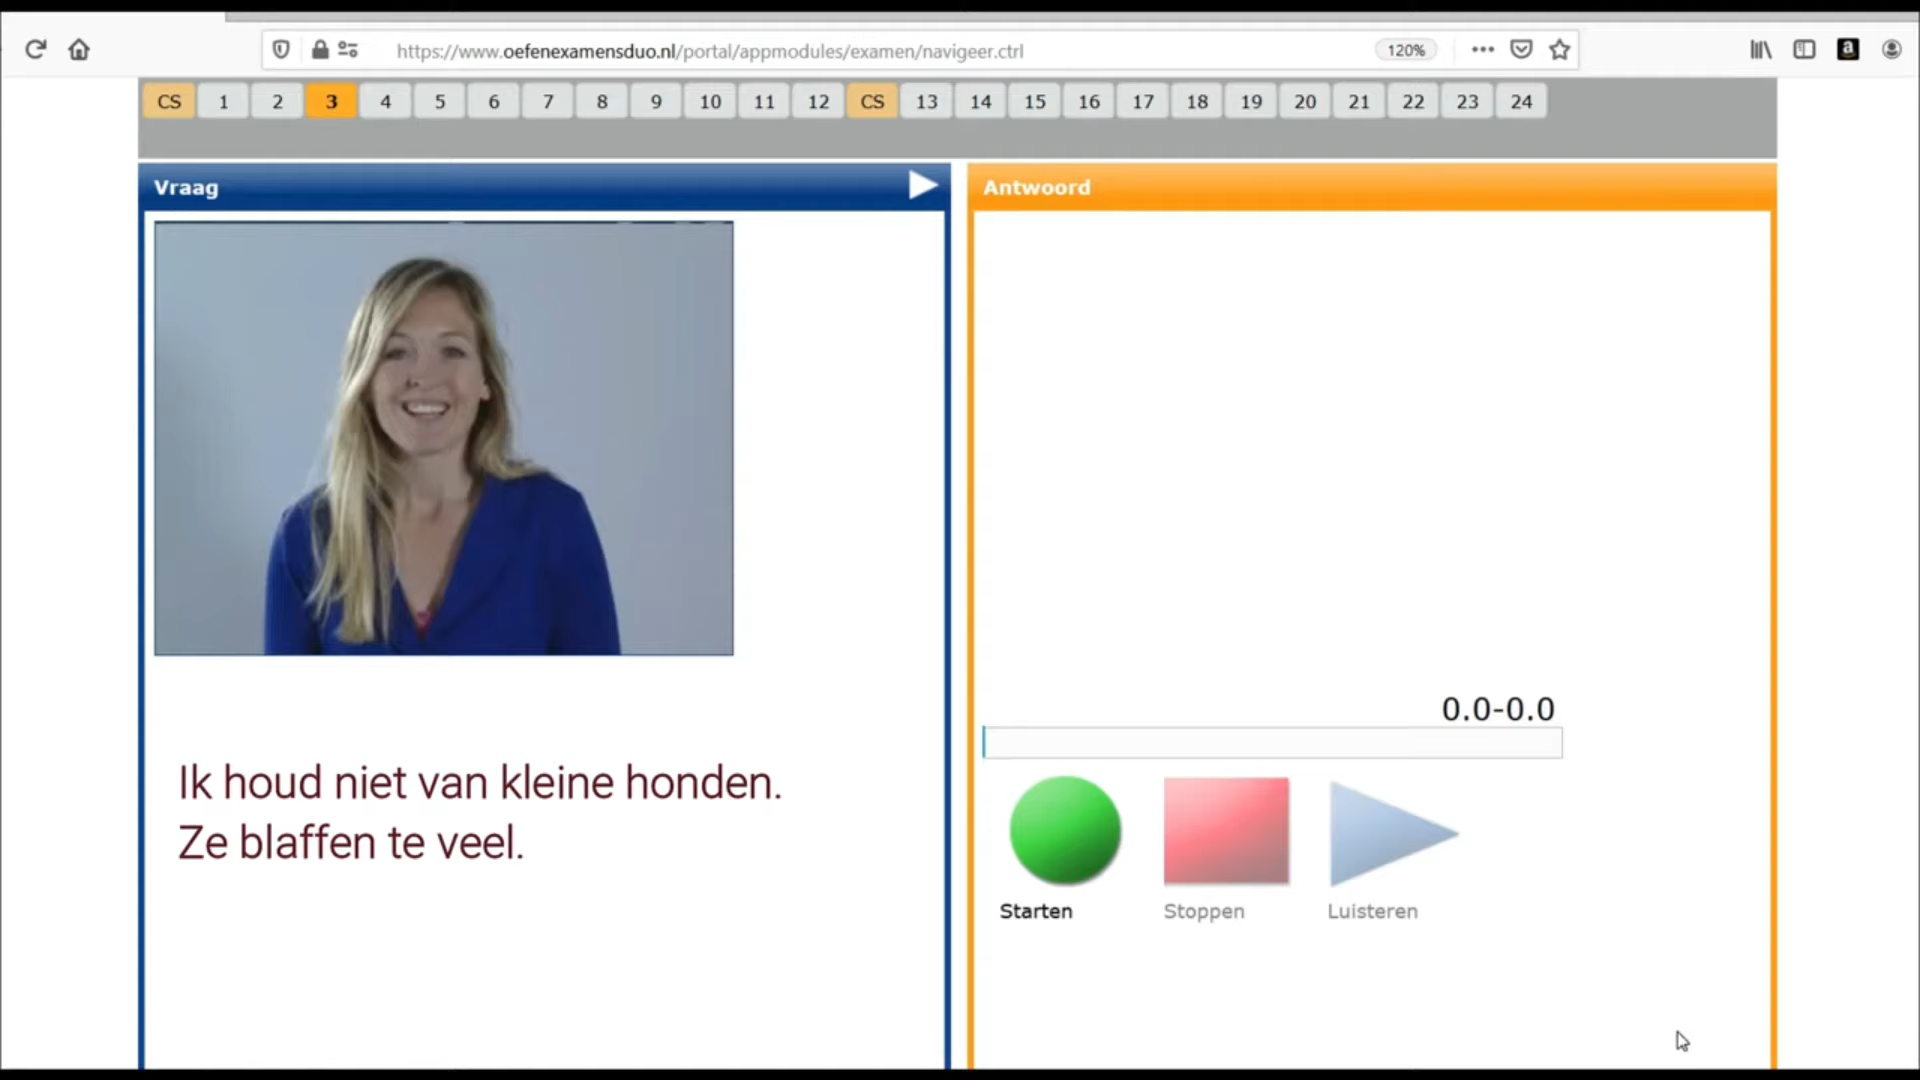 https://www.oefenexamensduo.nl/portal/appmodules/examen/navigeer.ctrl
120%
CS 1 2 3 4 5 6 7 8 9 10 11 12 CS 13 14 15 16 17 18 19 20 21 22 23 24
Vraag
Ik houd niet van kleine honden.
Ze blaffen te veel.
Antwoord
0.0-0.0
Starten Stoppen Luisteren